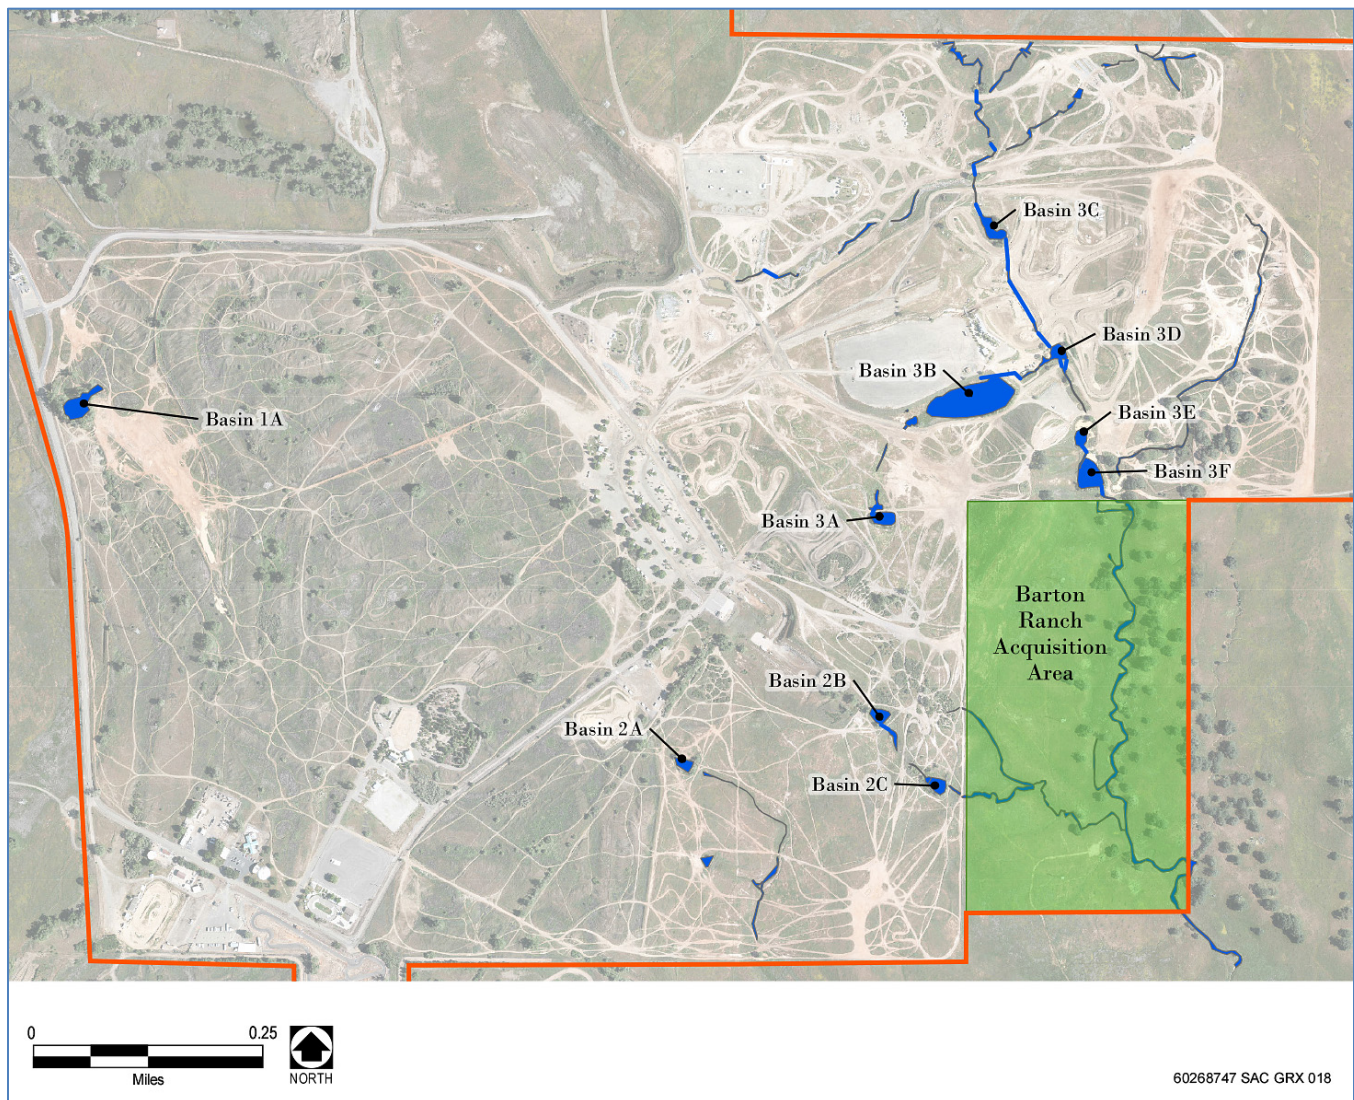 Basin 3C
Basin 3D
Basin 3B
Basin 1A
Basin 3E
Basin 3F
Basin 3A
Barton
Ranch
Acquisition
Area
Basin 2B
Basin 2A
Basin 2C
0 0.25
Miles
NORTH
60268747 SAC GRX 018